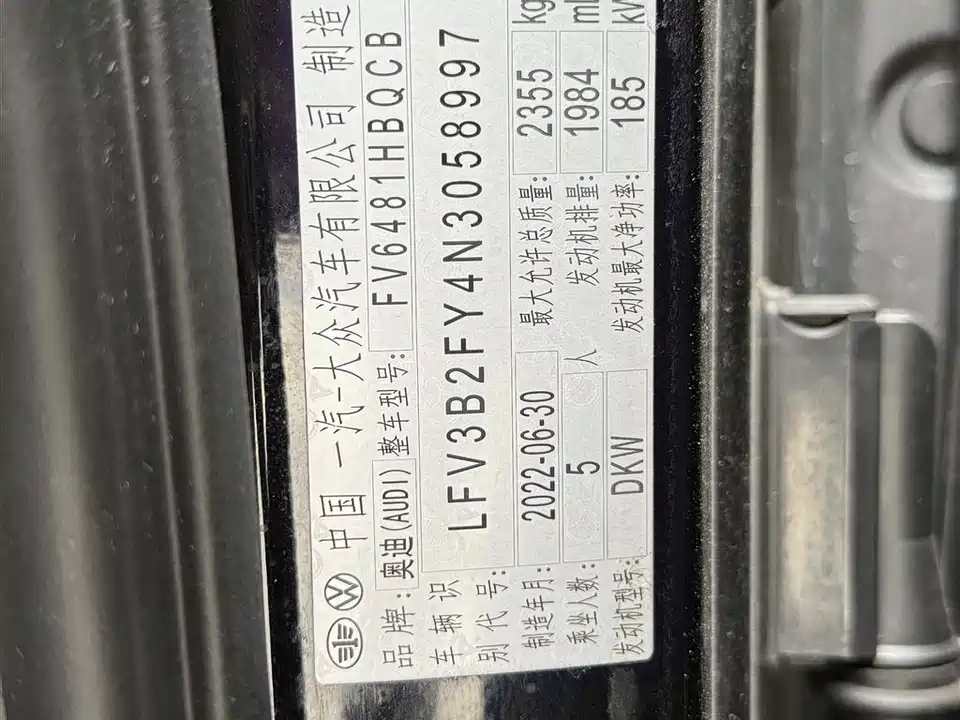 中国 一汽-大众汽车有限公司 制造
品牌: 奥迪(AUDI) 整车型号: FV6481HBQCB
车辆识别代号: LFV3B2FY4N3058997
制造年月: 2022-06-30 最大允许总质量: 2355 kg
乘坐人数: 5 人 发动机排量: 1984 ml
发动机型号: DKW 发动机最大净功率: 185 kW